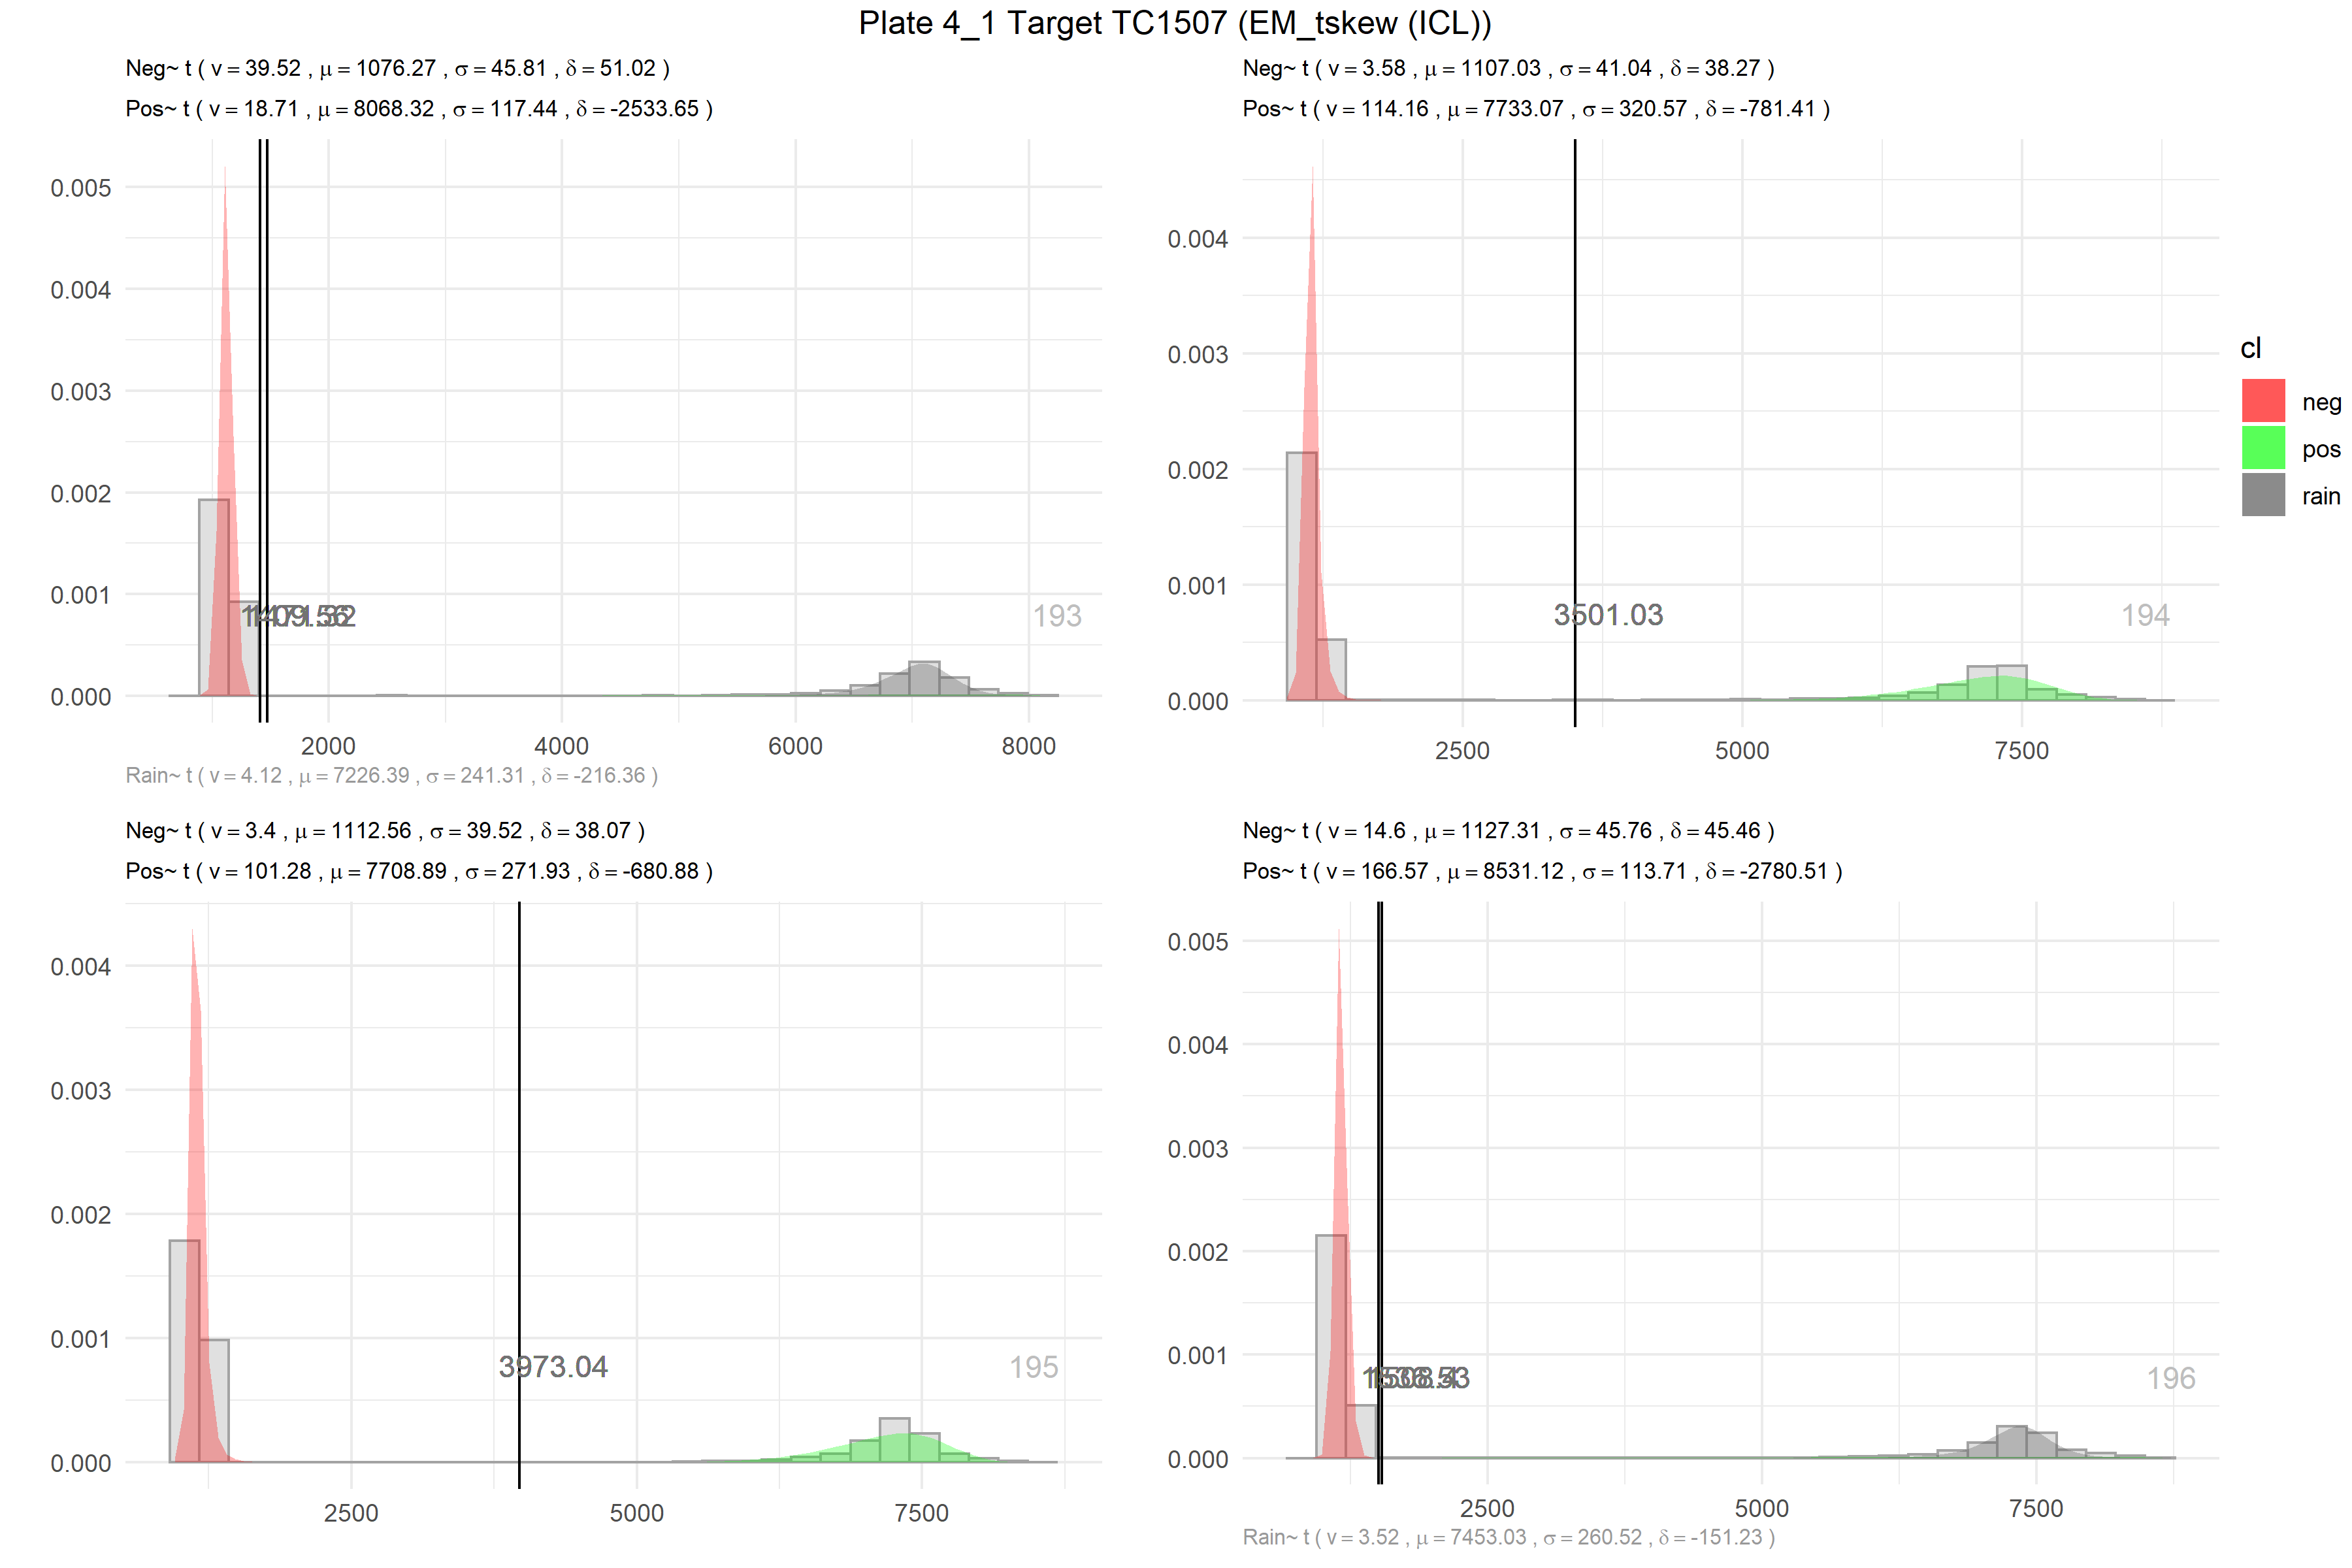 Plate 4_1 Target TC1507 (EM_tskew (ICL))
Neg~ t ( v = 39.52 , μ = 1076.27 , σ = 45.81 , δ = 51.02 )
Pos~ t ( v = 18.71 , μ = 8068.32 , σ = 117.44 , δ = -2533.65 )
0.005
0.004
0.003
0.002
0.001
0.000
193
2000 4000 6000 8000
Rain~ t ( v = 4.12 , μ = 7226.39 , σ = 241.31 , δ = -216.36 )
Neg~ t ( v = 3.58 , μ = 1107.03 , σ = 41.04 , δ = 38.27 )
Pos~ t ( v = 114.16 , μ = 7733.07 , σ = 320.57 , δ = -781.41 )
0.004
0.003
0.002
0.001
0.000
3501.03
194
2500 5000 7500
cl
neg
pos
rain
Neg~ t ( v = 3.4 , μ = 1112.56 , σ = 39.52 , δ = 38.07 )
Pos~ t ( v = 101.28 , μ = 7708.89 , σ = 271.93 , δ = -680.88 )
0.004
0.003
0.002
0.001
0.000
3973.04
195
2500 5000 7500
Neg~ t ( v = 14.6 , μ = 1127.31 , σ = 45.76 , δ = 45.46 )
Pos~ t ( v = 166.57 , μ = 8531.12 , σ = 113.71 , δ = -2780.51 )
0.005
0.004
0.003
0.002
0.001
0.000
196
2500 5000 7500
Rain~ t ( v = 3.52 , μ = 7453.03 , σ = 260.52 , δ = -151.23 )